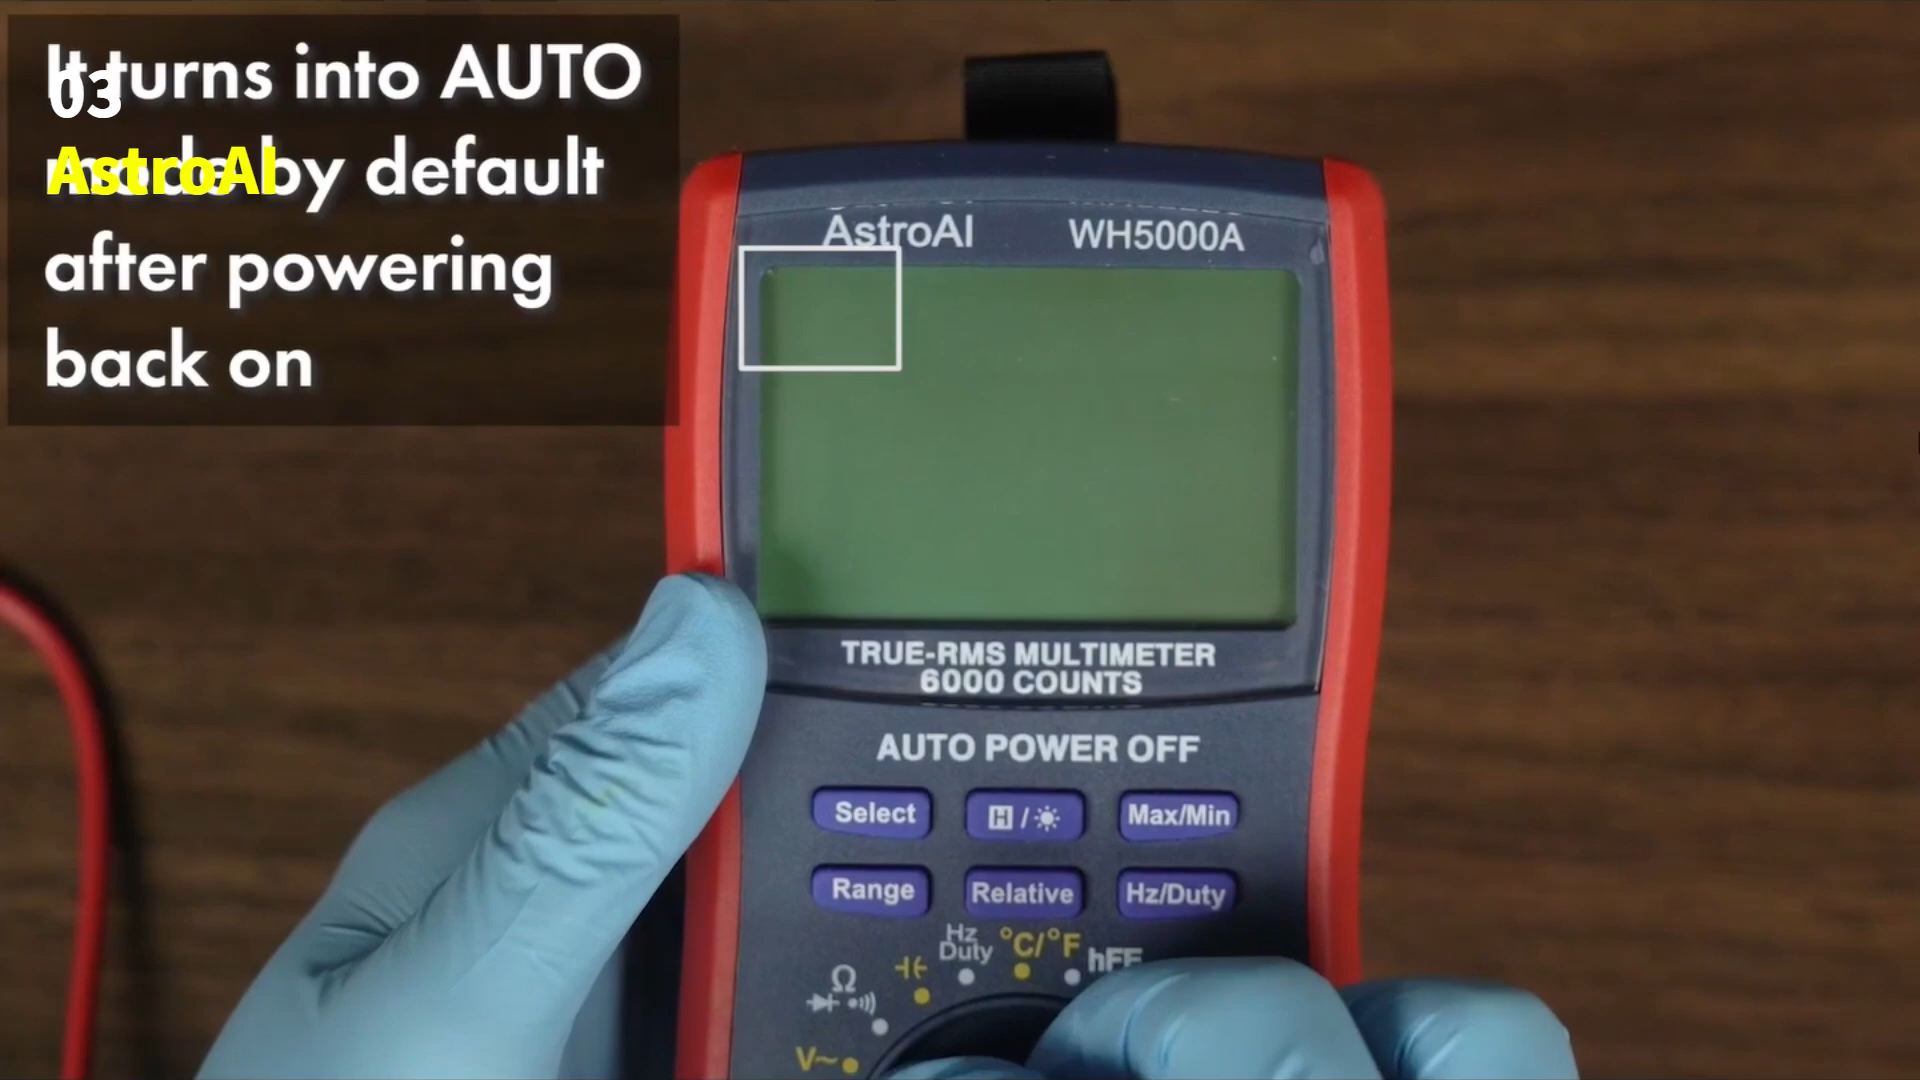 It turns into AUTO
mode by default
after powering
back on
03
AstroAI
AstroAI WH5000A
TRUE-RMS MULTIMETER
6000 COUNTS
AUTO POWER OFF
Select H/ Max/Min
Range Relative Hz/Duty
Hz
Duty
°C/°F
hFE
Ω
V~